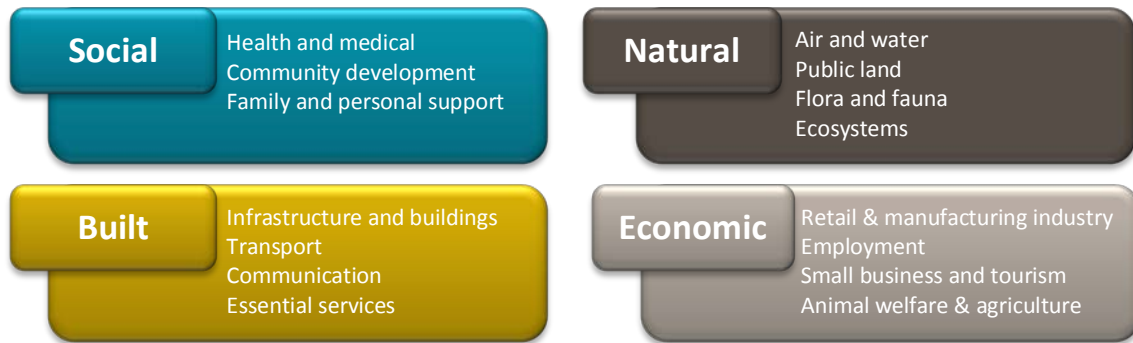 Social
Health and medical
Community development
Family and personal support
Natural
Air and water
Public land
Flora and fauna
Ecosystems
Built
Infrastructure and buildings
Transport
Communication
Essential services
Economic
Retail & manufacturing industry
Employment
Small business and tourism
Animal welfare & agriculture